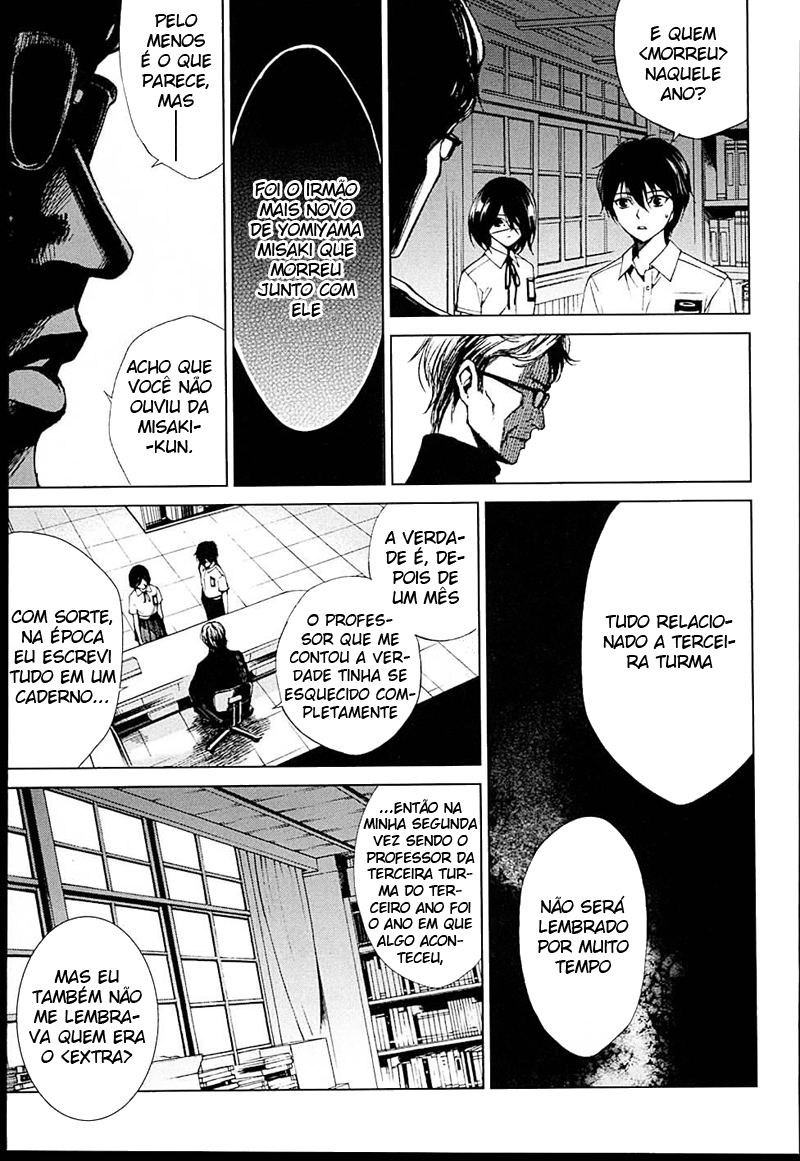 E QUEM
<MORREU>
NAQUELE
ANO?
FOI O IRMÃO
MAIS NOVO
DE YOMIYAMA
MISAKI QUE
MORREU
JUNTO COM
ELE
PELO
MENOS
É O QUE
PARECE,
MAS
—
ACHO QUE
VOCÊ NÃO
OUVIU DA
MISAKI-
-KUN.
TUDO RELACIO-
NADO A TERCEI-
RA TURMA
NÃO SERÁ
LEMBRADO
POR MUITO
TEMPO
A VERDA-
DE É, DE-
POIS DE
UM MÊS
O PROFES-
SOR QUE ME
CONTOU A VER-
DADE TINHA SE
ESQUECIDO COM-
PLETAMENTE
COM SORTE,
NA ÉPOCA
EU ESCREVI
TUDO EM UM
CADERNO...
...ENTÃO NA
MINHA SEGUNDA
VEZ SENDO O
PROFESSOR DA
TERCEIRA TUR-
MA DO TER-
CEIRO ANO FOI
O ANO EM QUE
ALGO ACON-
TECEU,
MAS EU
TAMBÉM NÃO
ME LEMBRA-
VA QUEM ERA
O <EXTRA>